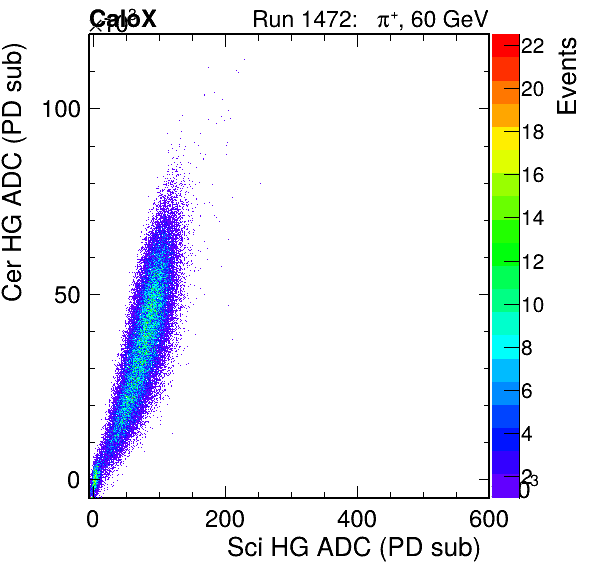 CaloX
×10³
Run 1472: π⁺, 60 GeV
Cer HG ADC (PD sub)
100
50
0
0 200 400 600
Sci HG ADC (PD sub)
Events
22
20
18
16
14
12
10
8
6
4
2
0